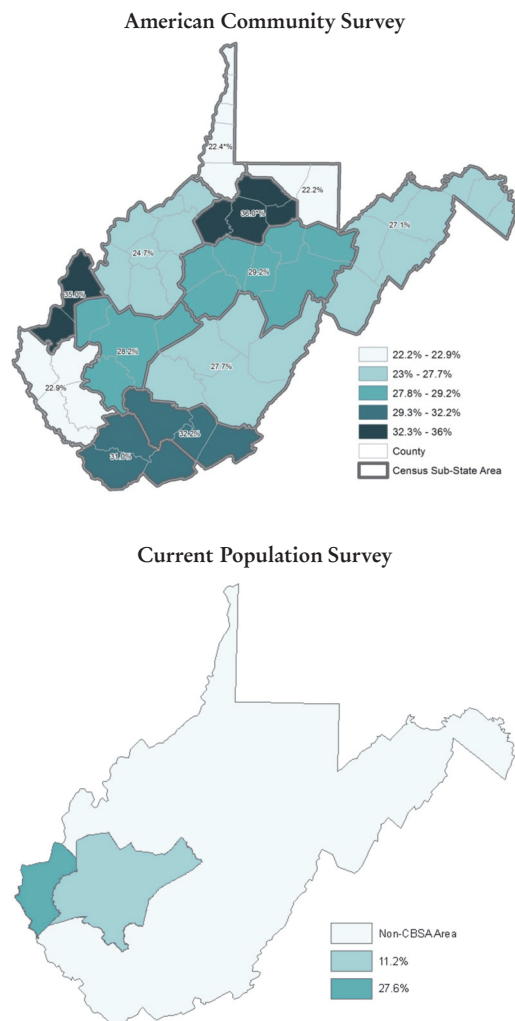 American Community Survey
22.4*%
22.2%
36.0*%
27.1%
24.7%
29.2%
35.0%
28.2%
27.7%
22.9%
32.2%
31.0%
22.2% - 22.9%
23% - 27.7%
27.8% - 29.2%
29.3% - 32.2%
32.3% - 36%
County
Census Sub-State Area
Current Population Survey
Non-CBSA Area
11.2%
27.6%